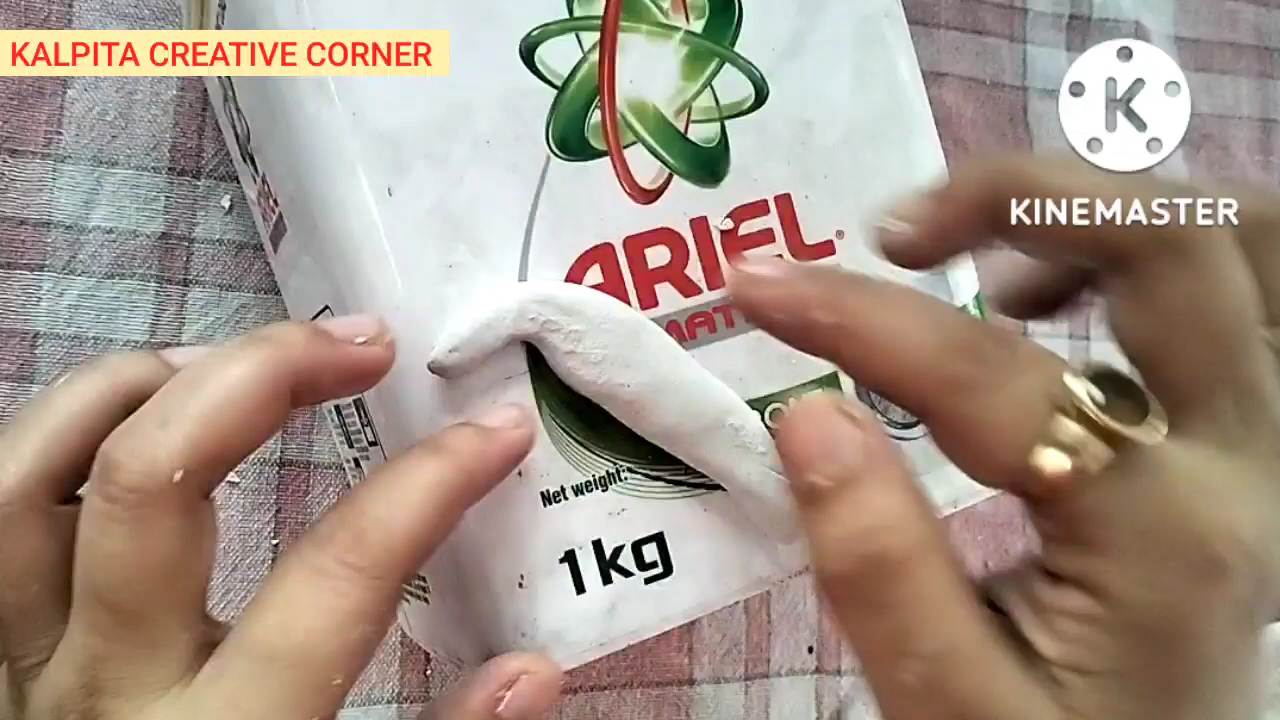 KALPITA CREATIVE CORNER
KINEMASTER
ARIEL®
Net weight:
1kg